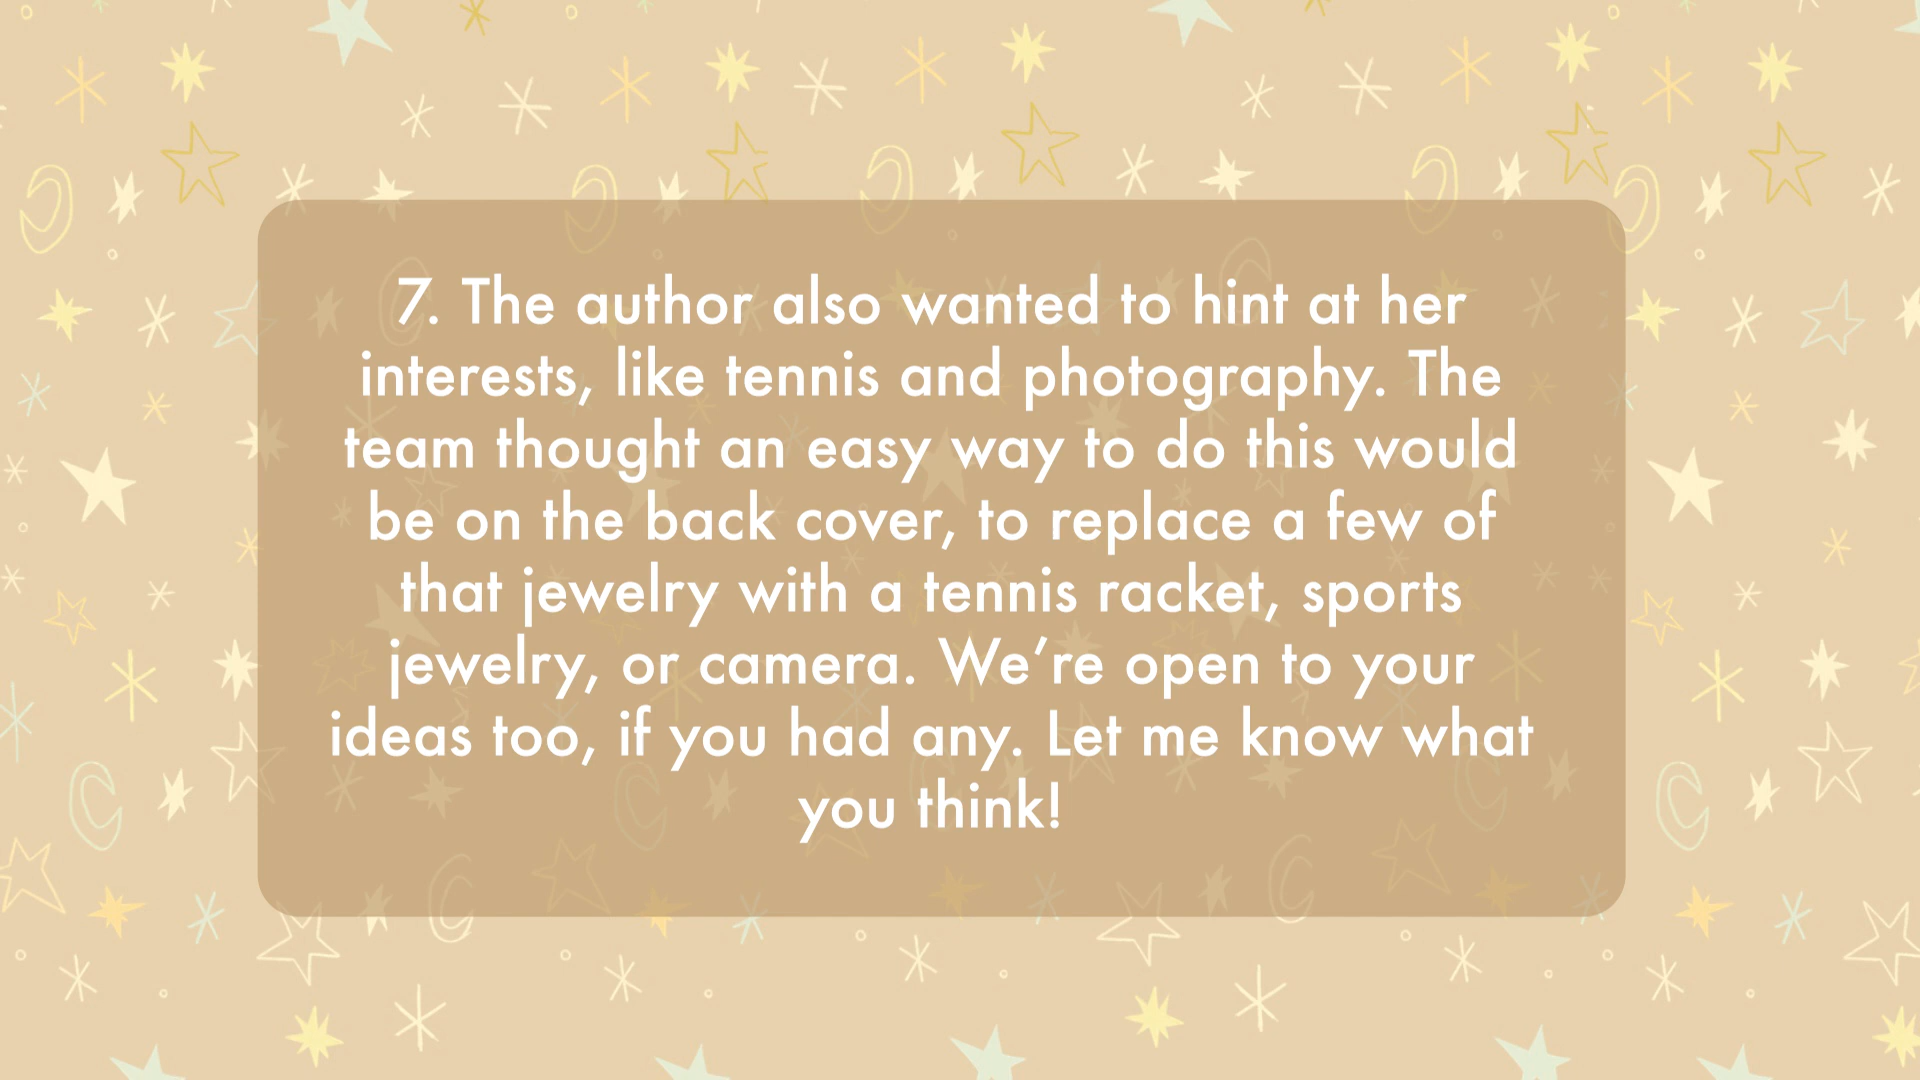 7. The author also wanted to hint at her
interests, like tennis and photography. The
team thought an easy way to do this would
be on the back cover, to replace a few of
that jewelry with a tennis racket, sports
jewelry, or camera. We’re open to your
ideas too, if you had any. Let me know what
you think!